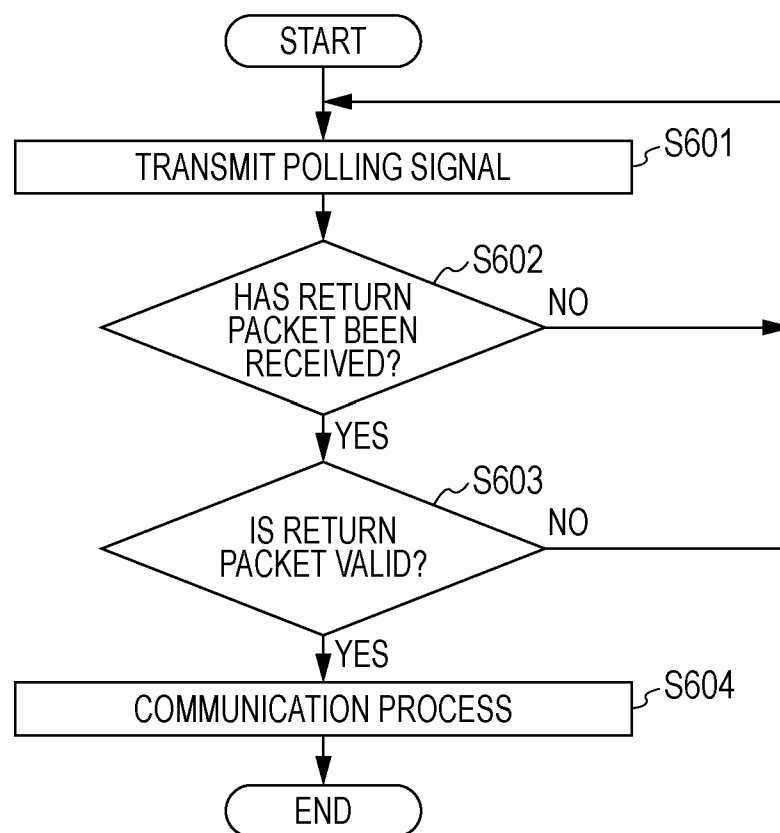 START
TRANSMIT POLLING SIGNAL
S601
S602
HAS RETURN
PACKET BEEN
RECEIVED?
NO
YES
S603
IS RETURN
PACKET VALID?
NO
YES
COMMUNICATION PROCESS
S604
END